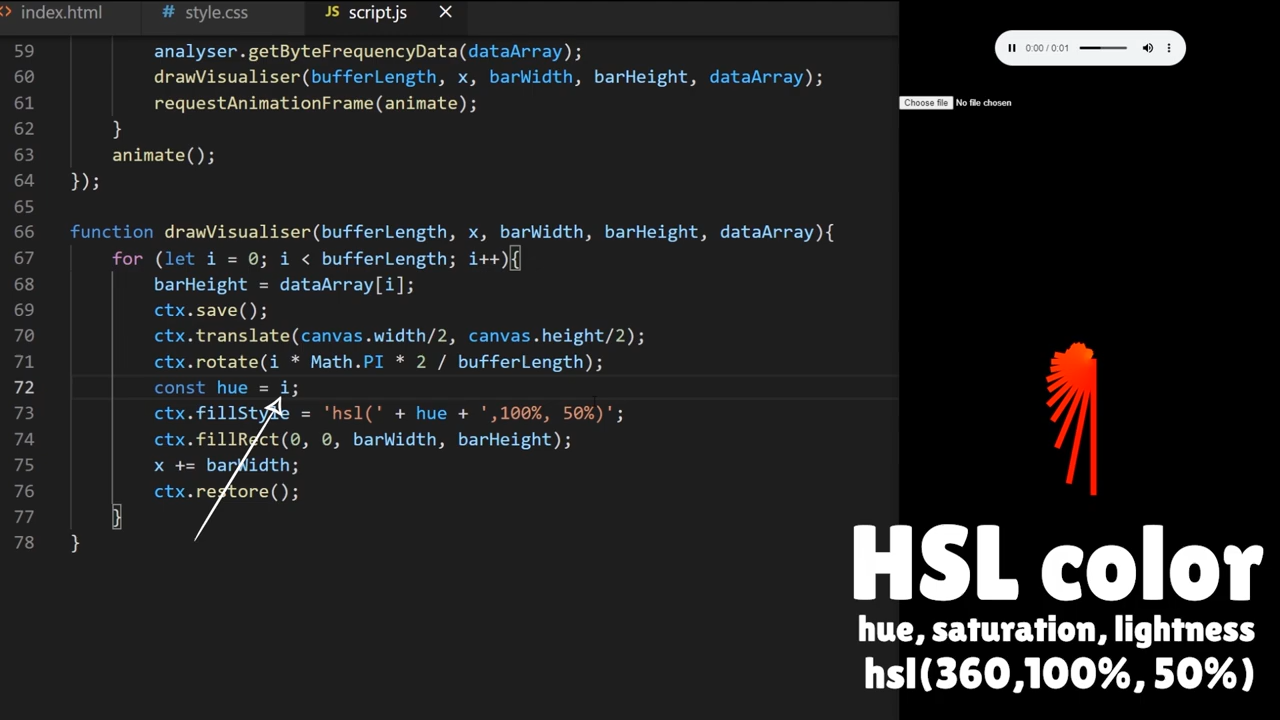 index.html
# style.css
JS script.js
59 analyser.getByteFrequencyData(dataArray);
60 drawVisualiser(bufferLength, x, barWidth, barHeight, dataArray);
61 requestAnimationFrame(animate);
62 }
63 animate();
64 });
65
66 function drawVisualiser(bufferLength, x, barWidth, barHeight, dataArray){
67 for (let i = 0; i < bufferLength; i++){
68 barHeight = dataArray[i];
69 ctx.save();
70 ctx.translate(canvas.width/2, canvas.height/2);
71 ctx.rotate(i * Math.PI * 2 / bufferLength);
72 const hue = i;
73 ctx.fillStyle = 'hsl(' + hue + ',100%, 50%)';
74 ctx.fillRect(0, 0, barWidth, barHeight);
75 x += barWidth;
76 ctx.restore();
77 }
78 }
0:00 / 0:01
Choose file No file chosen
HSL color
hue, saturation, lightness
hsl(360,100%, 50%)